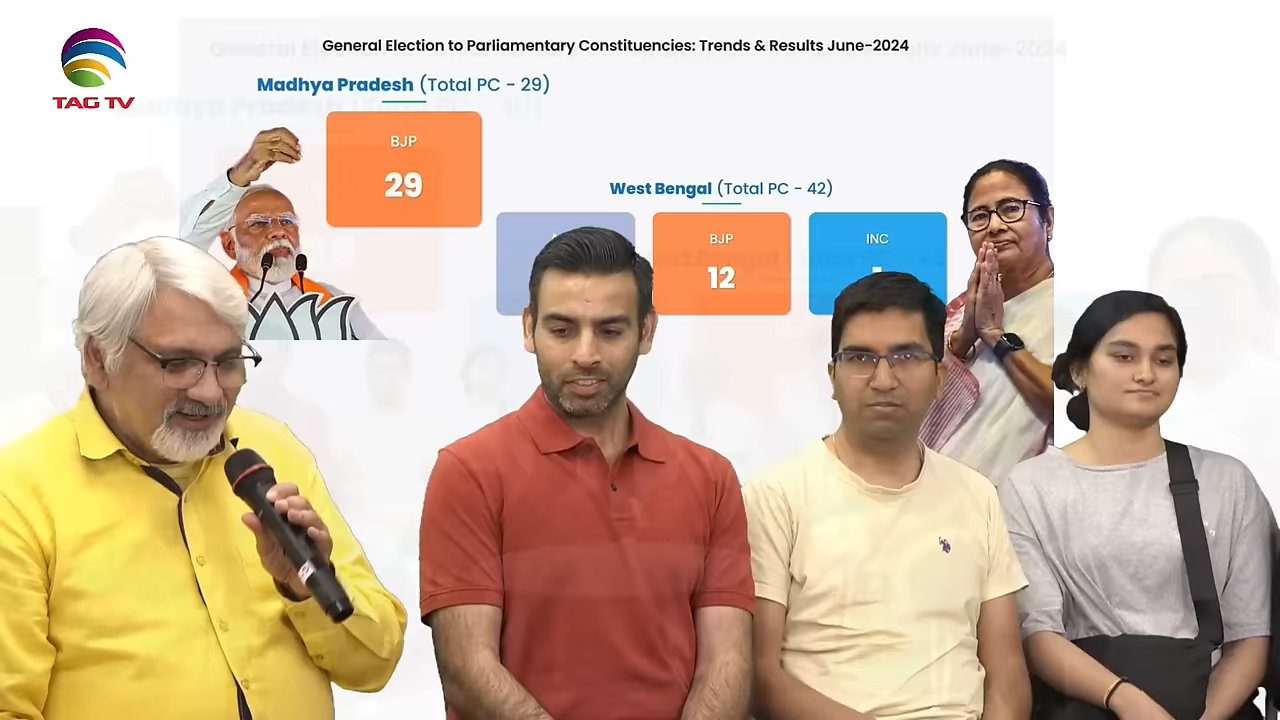 TAG TV
General Election to Parliamentary Constituencies: Trends & Results June-2024
Madhya Pradesh (Total PC - 29)
BJP
29
West Bengal (Total PC - 42)
BJP
12
INC